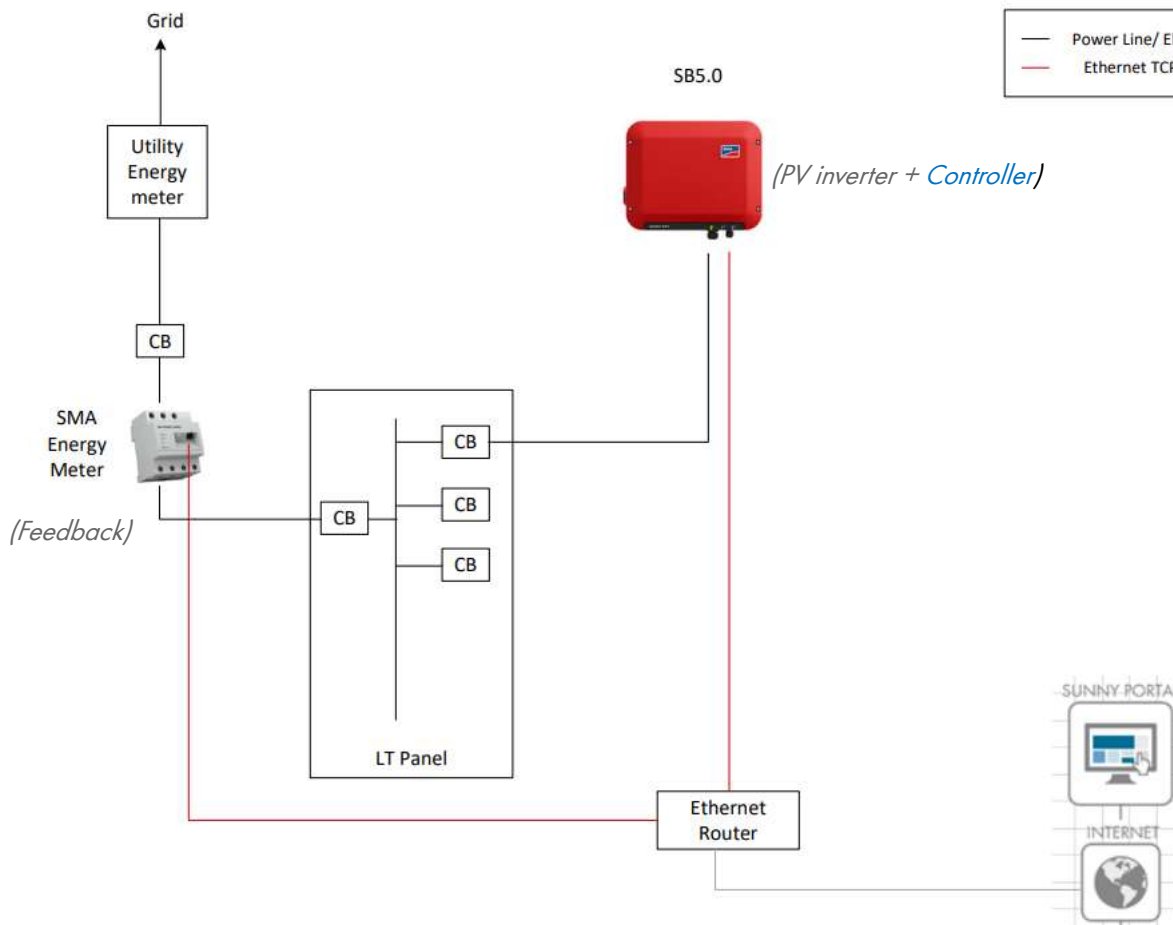 Grid
Utility
Energy
meter
CB
SMA
Energy
Meter
(Feedback)
CB
CB
CB
CB
LT Panel
SB5.0
(PV inverter + Controller)
Power Line/ El
Ethernet TCP
Ethernet
Router
SUNNY PORTA
INTERNET